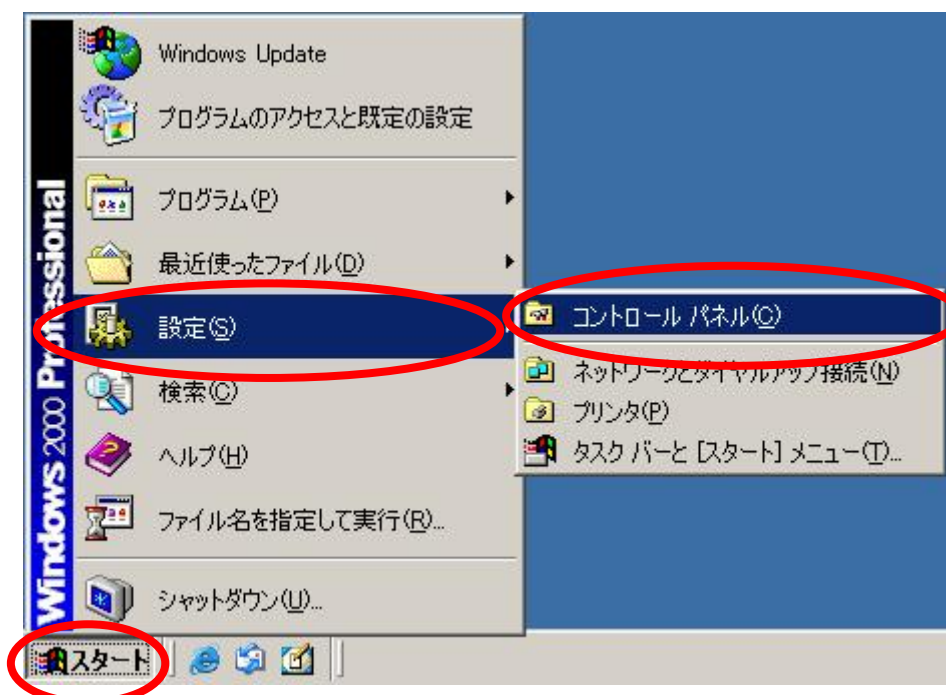 Windows Update
プログラムのアクセスと既定の設定
プログラム(P)
最近使ったファイル(D)
設定(S)
検索(C)
ヘルプ(H)
ファイル名を指定して実行(R)...
シャットダウン(U)...
Windows 2000 Professional
コントロール パネル(C)
ネットワークとダイヤルアップ接続(N)
プリンタ(P)
タスク バーと [スタート] メニュー(T)...
スタート